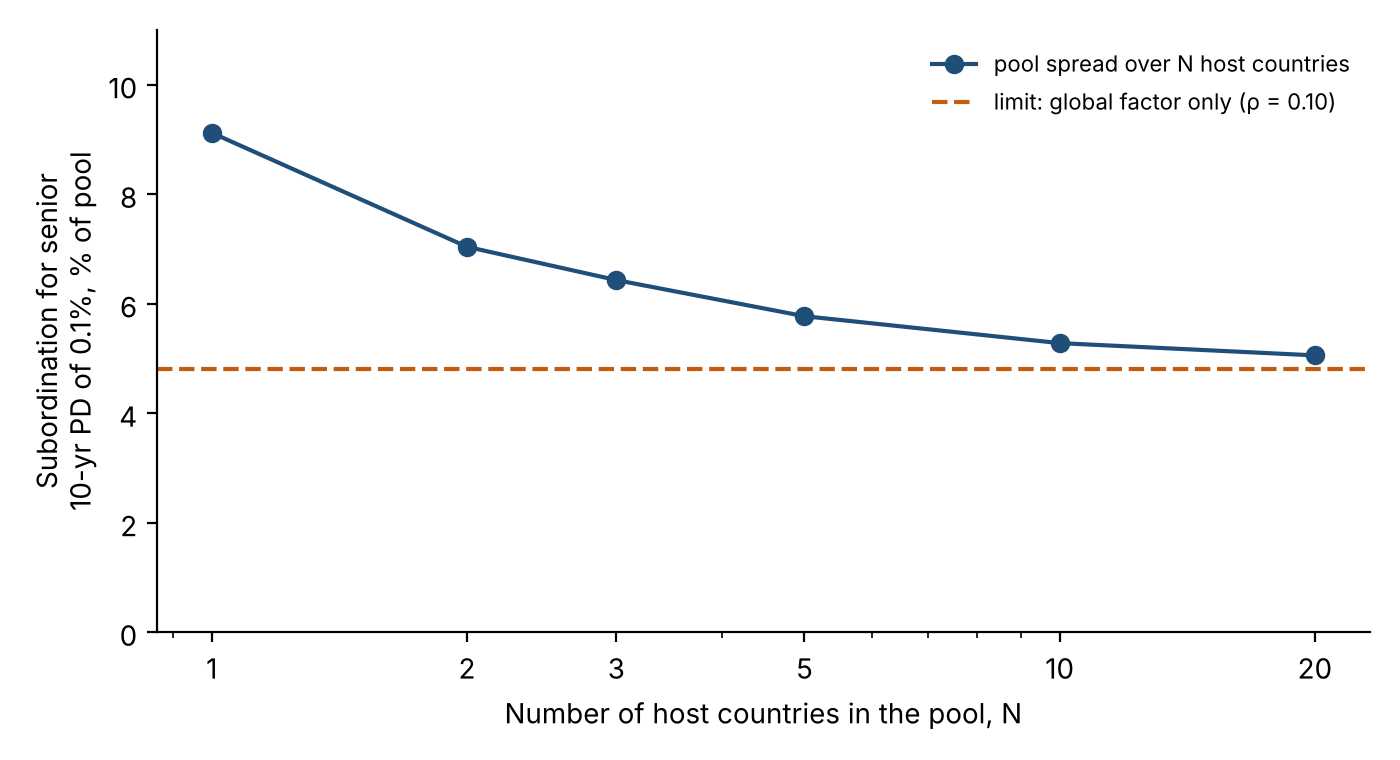 pool spread over N host countries
limit: global factor only (ρ = 0.10)
Subordination for senior
10-yr PD of 0.1%, % of pool
10
8
6
4
2
0
1
2
3
5
10
20
Number of host countries in the pool, N